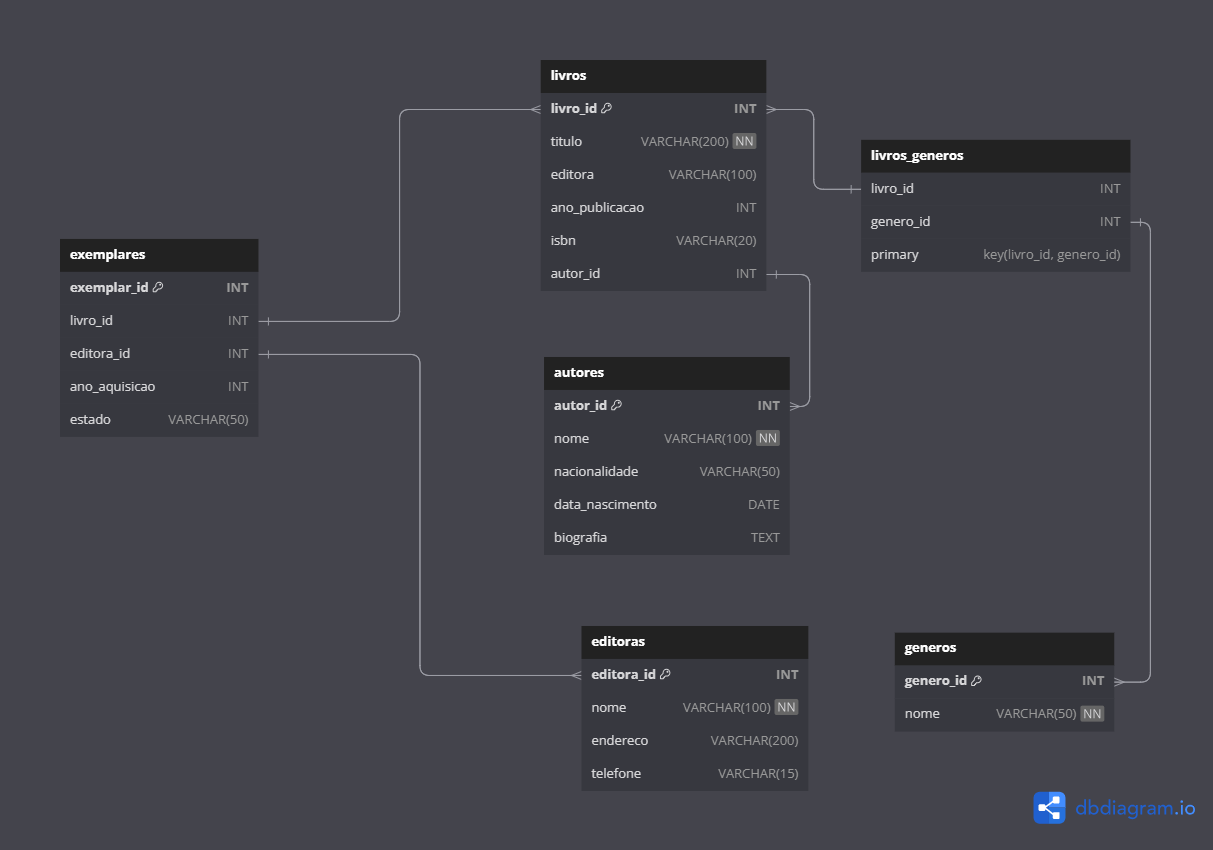 livros
livro_id INT
titulo VARCHAR(200) NN
editora VARCHAR(100)
ano_publicacao INT
isbn VARCHAR(20)
autor_id INT
livros_generos
livro_id INT
genero_id INT
primary key(livro_id, genero_id)
exemplares
exemplar_id INT
livro_id INT
editora_id INT
ano_aquisicao INT
estado VARCHAR(50)
autores
autor_id INT
nome VARCHAR(100) NN
nacionalidade VARCHAR(50)
data_nascimento DATE
biografia TEXT
editoras
editora_id INT
nome VARCHAR(100) NN
endereco VARCHAR(200)
telefone VARCHAR(15)
generos
genero_id INT
nome VARCHAR(50) NN
dbdiagram.io